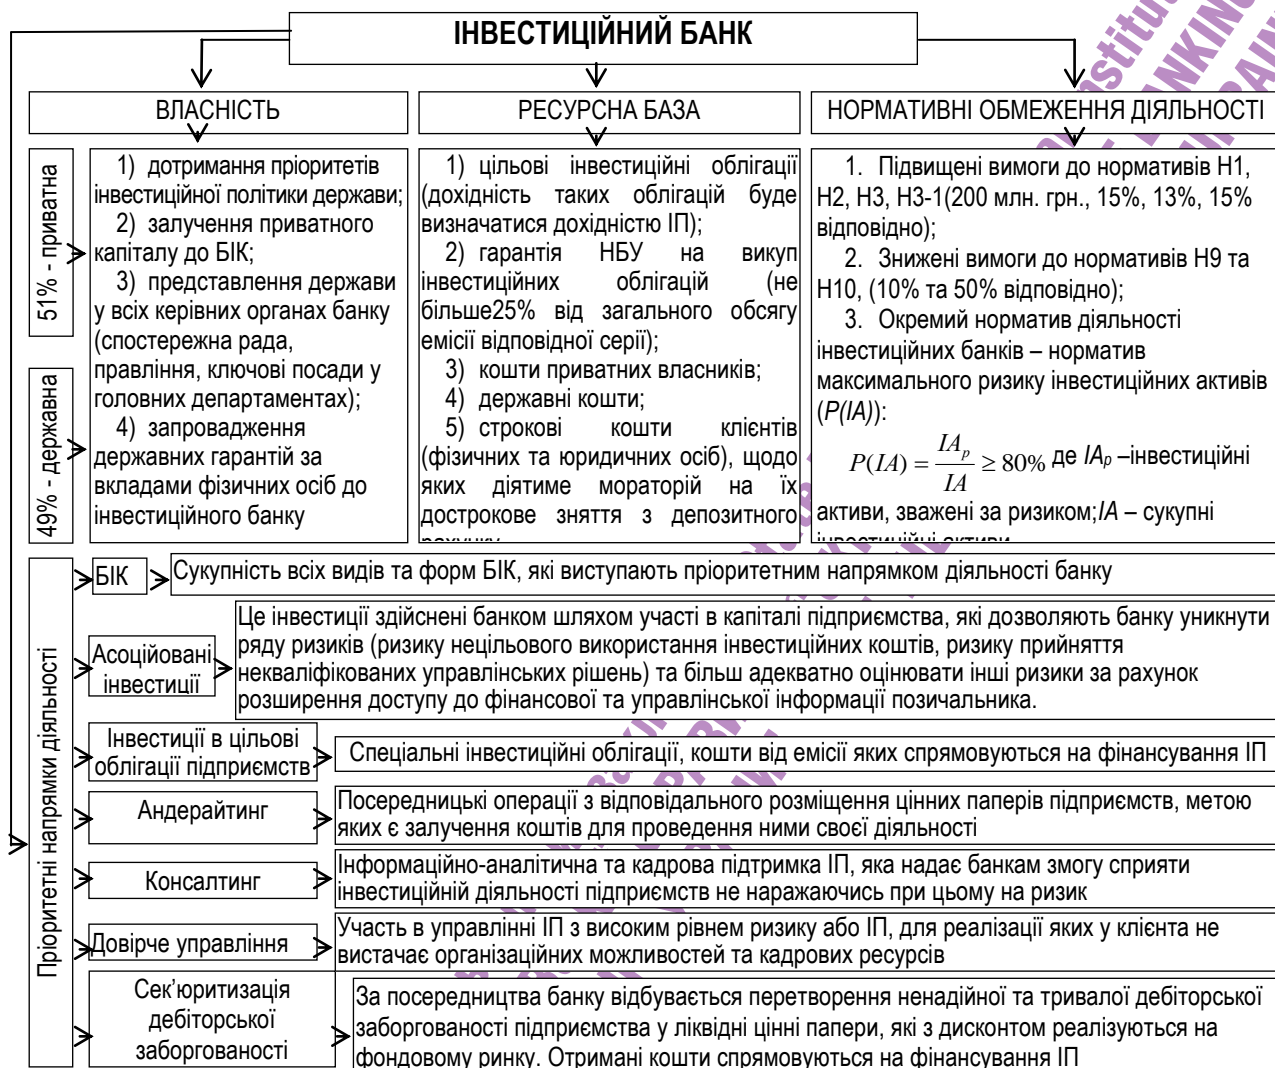 ІНВЕСТИЦІЙНИЙ БАНК
ВЛАСНІСТЬ
РЕСУРСНА БАЗА
НОРМАТИВНІ ОБМЕЖЕННЯ ДІЯЛЬНОСТІ
51% - приватна
49% - державна
1) дотримання пріоритетів
інвестиційної політики держави;
2) залучення приватного
капіталу до БІК;
3) представлення держави
у всіх керівних органах банку
(спостережна рада,
правління, ключові посади у
головних департаментах);
4) запровадження
державних гарантій за
вкладами фізичних осіб до
інвестиційного банку
1) цільові інвестиційні облігації
(дохідність таких облігацій буде
визначатися дохідністю ІП);
2) гарантія НБУ на викуп
інвестиційних облігацій (не
більше25% від загального обсягу
емісії відповідної серії);
3) кошти приватних власників;
4) державні кошти;
5) строкові кошти клієнтів
(фізичних та юридичних осіб), щодо
яких діятиме мораторій на їх
дострокове зняття з депозитного
рахунку
1. Підвищені вимоги до нормативів Н1,
Н2, Н3, Н3-1(200 млн. грн., 15%, 13%, 15%
відповідно);
2. Знижені вимоги до нормативів Н9 та
Н10, (10% та 50% відповідно);
3. Окремий норматив діяльності
інвестиційних банків – норматив
максимального ризику інвестиційних активів
(P(IA)):
P(IA) = IAp / IA ≥ 80% де IAp –інвестиційні
активи, зважені за ризиком;IA – сукупні
інвестиційні активи
Пріоритетні напрямки діяльності
БІК
Сукупність всіх видів та форм БІК, які виступають пріоритетним напрямком діяльності банку
Асоційовані
інвестиції
Це інвестиції здійснені банком шляхом участі в капіталі підприємства, які дозволяють банку уникнути
ряду ризиків (ризику нецільового використання інвестиційних коштів, ризику прийняття
некваліфікованих управлінських рішень) та більш адекватно оцінювати інші ризики за рахунок
розширення доступу до фінансової та управлінської інформації позичальника.
Інвестиції в цільові
облігації підприємств
Спеціальні інвестиційні облігації, кошти від емісії яких спрямовуються на фінансування ІП
Андерайтинг
Посередницькі операції з відповідального розміщення цінних паперів підприємств, метою
яких є залучення коштів для проведення ними своєї діяльності
Консалтинг
Інформаційно-аналітична та кадрова підтримка ІП, яка надає банкам змогу сприяти
інвестиційній діяльності підприємств не наражаючись при цьому на ризик
Довірче управління
Участь в управлінні ІП з високим рівнем ризику або ІП, для реалізації яких у клієнта не
вистачає організаційних можливостей та кадрових ресурсів
Сек’юритизація
дебіторської
заборгованості
За посередництва банку відбувається перетворення ненадійної та тривалої дебіторської
заборгованості підприємства у ліквідні цінні папери, які з дисконтом реалізуються на
фондовому ринку. Отримані кошти спрямовуються на фінансування ІП